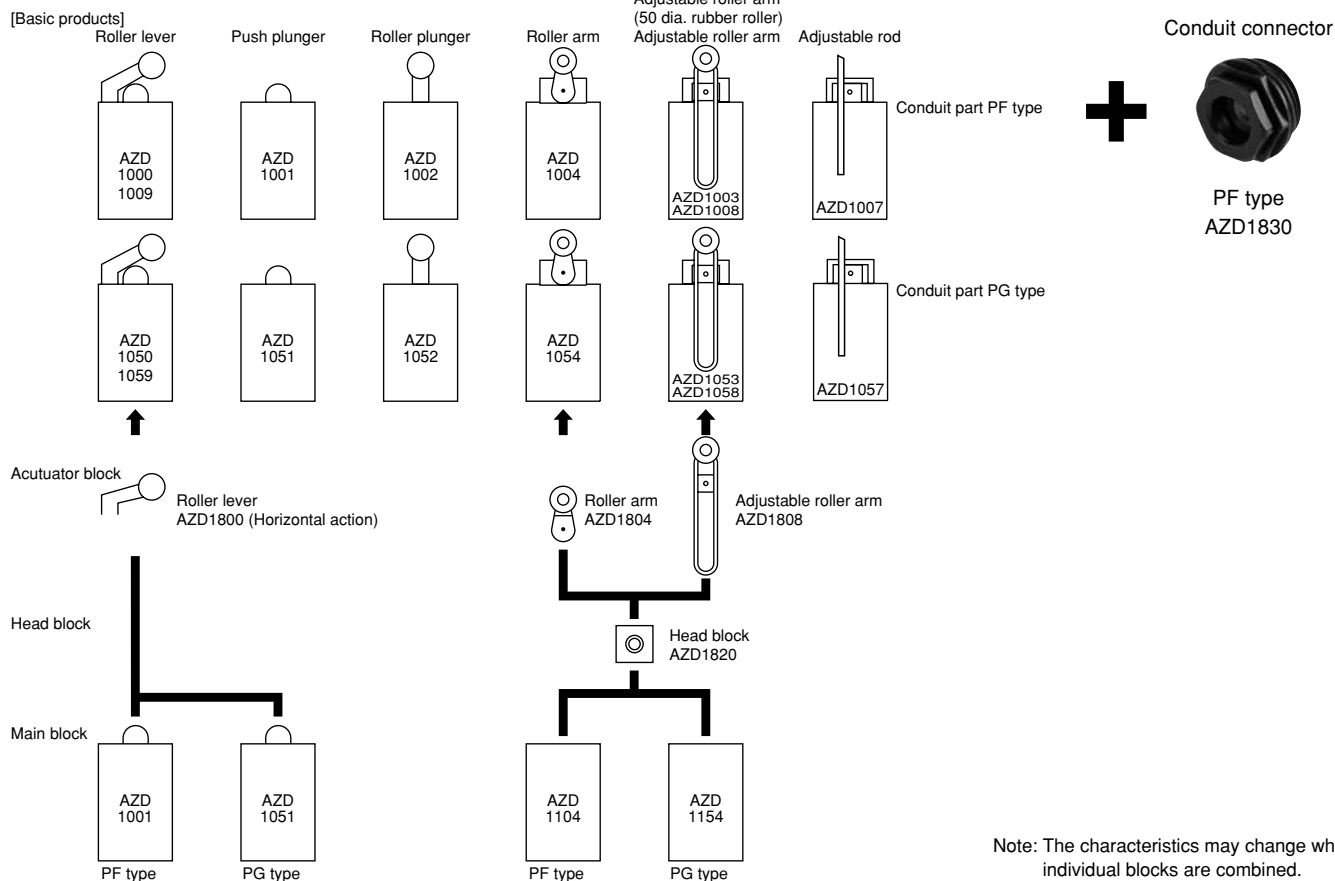 Adjustable roller arm
(50 dia. rubber roller)
[Basic products]
Roller lever Push plunger Roller plunger Roller arm Adjustable roller arm Adjustable rod
Conduit connector
Conduit part PF type
AZD
1000
1009
AZD
1001
AZD
1002
AZD
1004
AZD1003
AZD1008
AZD1007
PF type
AZD1830
Conduit part PG type
AZD
1050
1059
AZD
1051
AZD
1052
AZD
1054
AZD1053
AZD1058
AZD1057
Acutuator block
Roller lever
AZD1800 (Horizontal action)
Roller arm
AZD1804
Adjustable roller arm
AZD1808
Head block
Head block
AZD1820
Main block
AZD
1001
AZD
1051
AZD
1104
AZD
1154
PF type PG type PF type PG type
Note: The characteristics may change wh
individual blocks are combined.